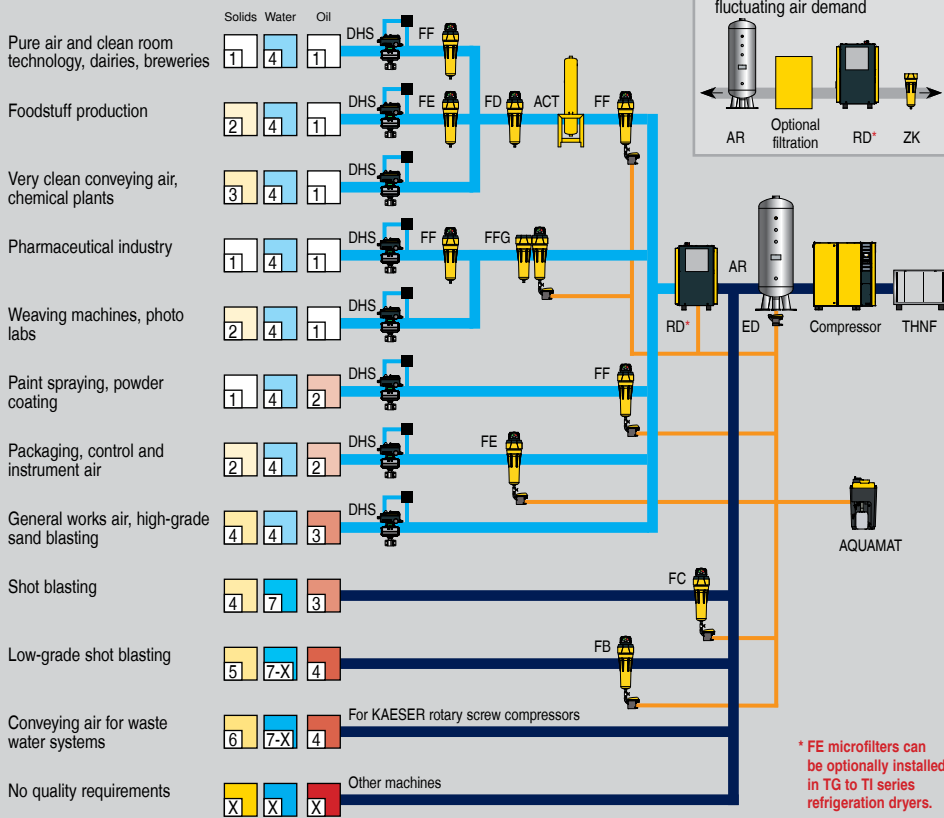 fluctuating air demand
AR
Optional
filtration
RD*
ZK
Solids Water Oil
Pure air and clean room
technology, dairies, breweries
1 4 1
DHS FF
Foodstuff production
2 4 1
DHS FE FD ACT FF
Very clean conveying air,
chemical plants
3 4 1
DHS
Pharmaceutical industry
1 4 1
DHS FF FFG
Weaving machines, photo
labs
2 4 1
DHS
RD* AR ED Compressor THNF
Paint spraying, powder
coating
1 4 2
DHS FF
Packaging, control and
instrument air
2 4 2
DHS FE
General works air, high-grade
sand blasting
4 4 3
DHS
AQUAMAT
Shot blasting
4 7 3
FC
Low-grade shot blasting
5 7-X 4
FB
Conveying air for waste
water systems
6 7-X 4
For KAESER rotary screw compressors
No quality requirements
X X X
Other machines
* FE microfilters can
be optionally installed
in TG to TI series
refrigeration dryers.